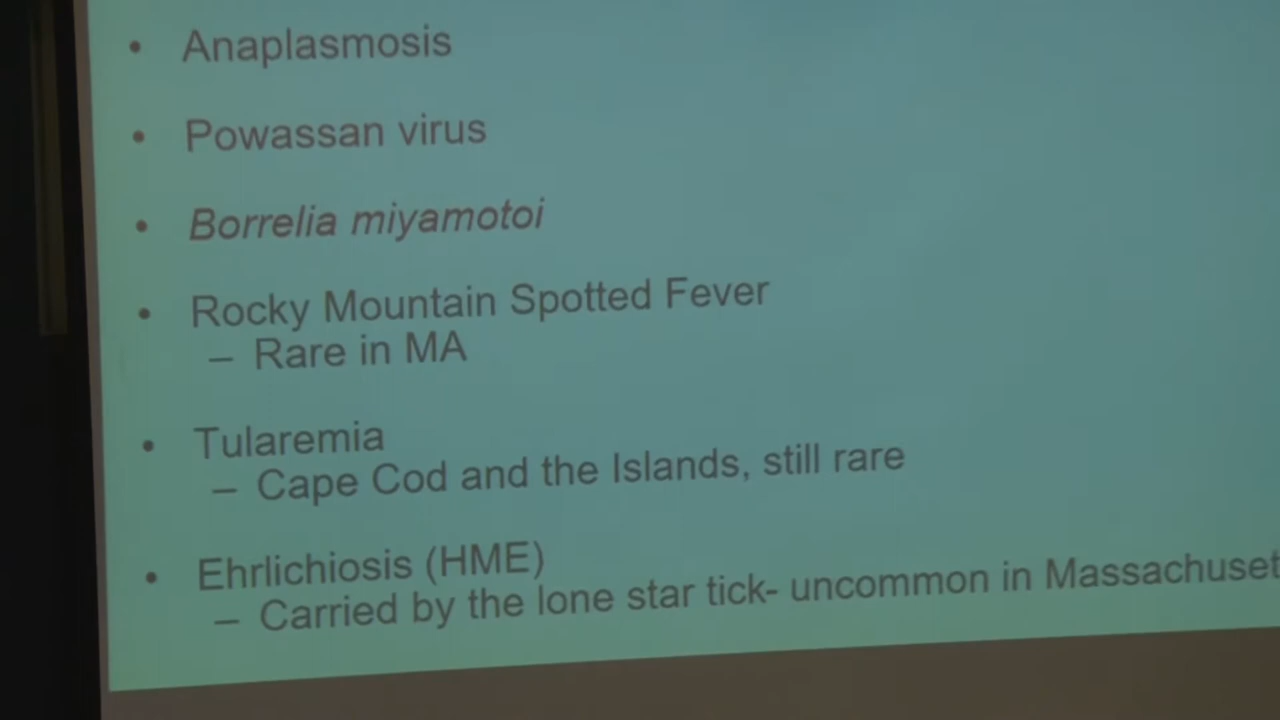 • Anaplasmosis
• Powassan virus
• Borrelia miyamotoi
• Rocky Mountain Spotted Fever
– Rare in MA
• Tularemia
– Cape Cod and the Islands, still rare
• Ehrlichiosis (HME)
– Carried by the lone star tick- uncommon in Massachuset